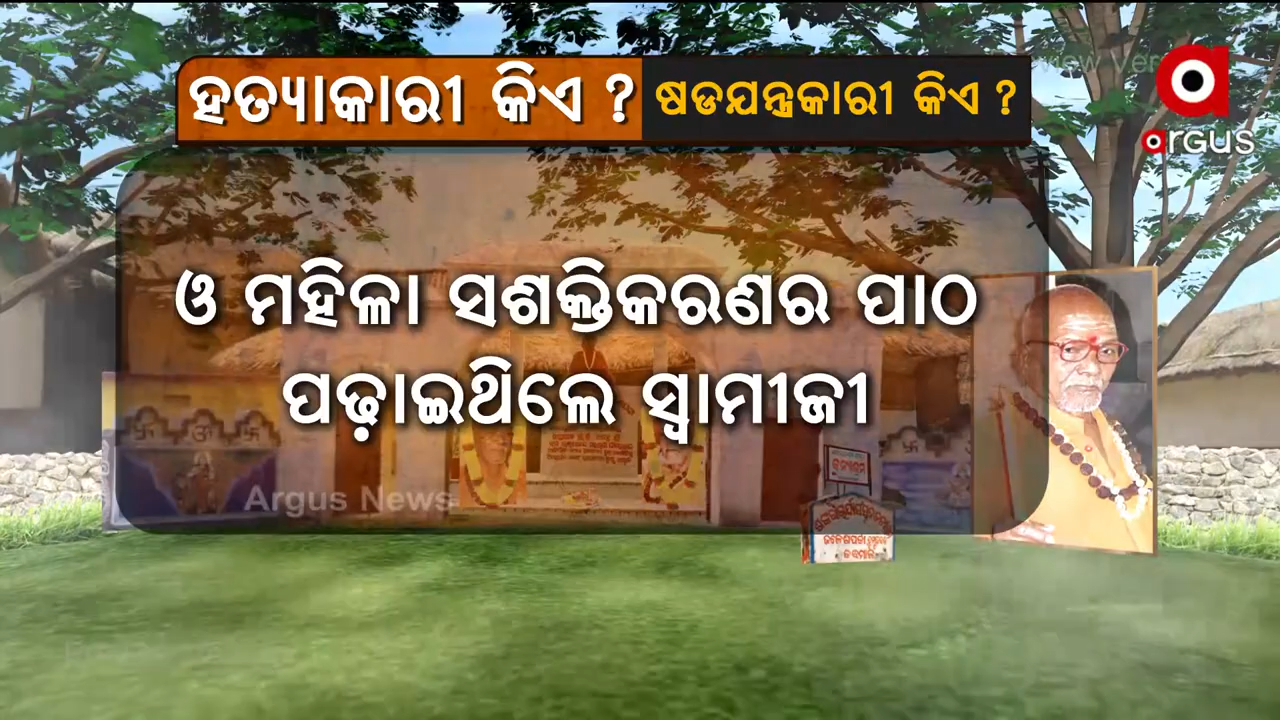 ହତ୍ୟାକାରୀ କିଏ ? ଷଡଯନ୍ତ୍ରକାରୀ କିଏ ?
argus
ଓ ମହିଳା ସଶକ୍ତିକରଣର ପାଠ
ପଢ଼ାଇଥିଲେ ସ୍ୱାମୀଜୀ
Argus News